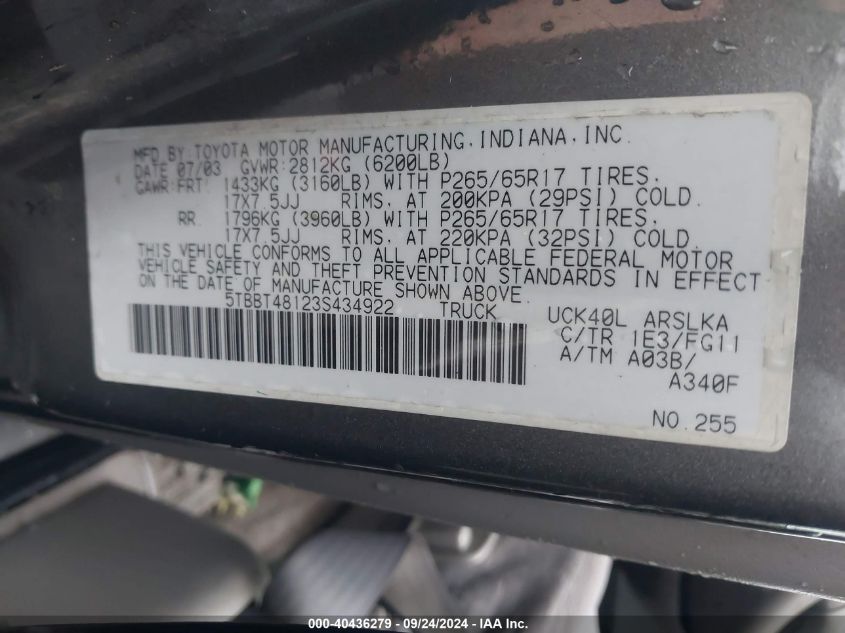 MFD.BY:TOYOTA MOTOR MANUFACTURING,INDIANA,INC.
DATE 07/03 GVWR:2812KG (6200LB)
GAWR:FRT. 1433KG (3160LB) WITH P265/65R17 TIRES.
17X7.5JJ RIMS, AT 200KPA (29PSI) COLD.
RR. 1796KG (3960LB) WITH P265/65R17 TIRES.
17X7.5JJ RIMS, AT 220KPA (32PSI) COLD.
THIS VEHICLE CONFORMS TO ALL APPLICABLE FEDERAL MOTOR
VEHICLE SAFETY AND THEFT PREVENTION STANDARDS IN EFFECT
ON THE DATE OF MANUFACTURE SHOWN ABOVE.
5TBBT48123S434922 TRUCK
UCK40L ARSLKA
C/TR 1E3/FG11
A/TM A03B/
A340F
NO.255
000-40436279 - 09/24/2024 - Copyright © IAA Inc.